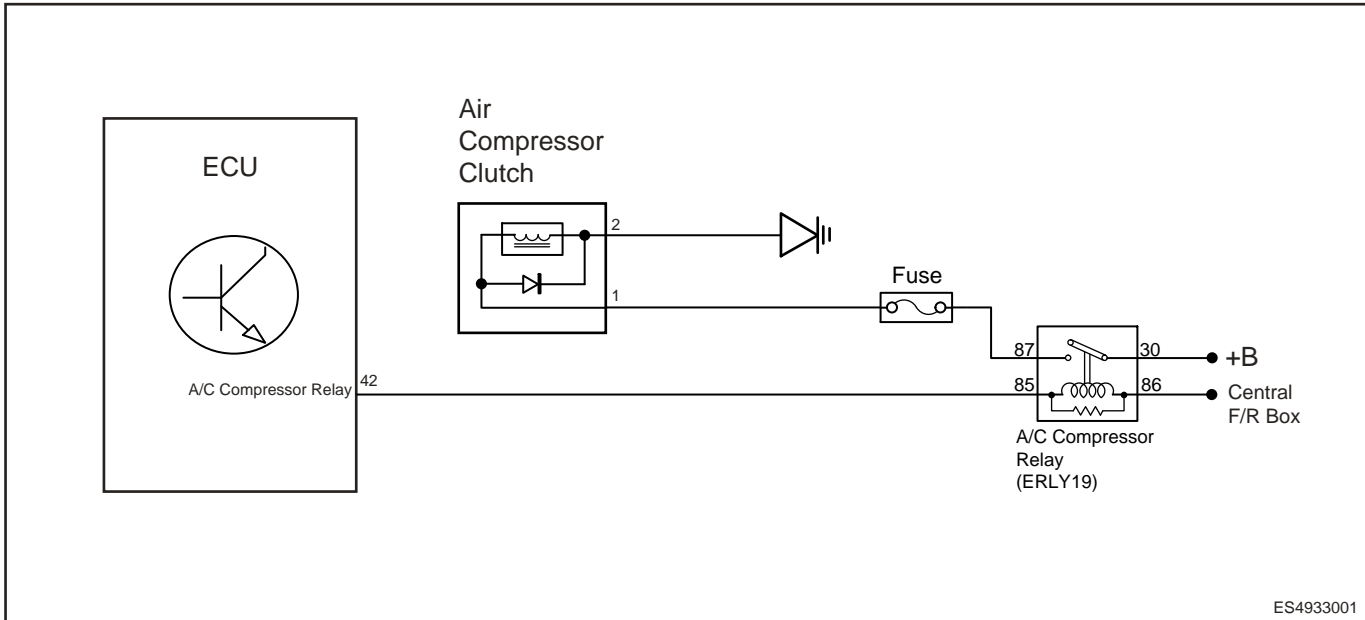 Air
Compressor
Clutch
ECU
2
1
Fuse
87
30
+B
A/C Compressor Relay
42
85
86
Central
F/R Box
A/C Compressor
Relay
(ERLY19)
ES4933001